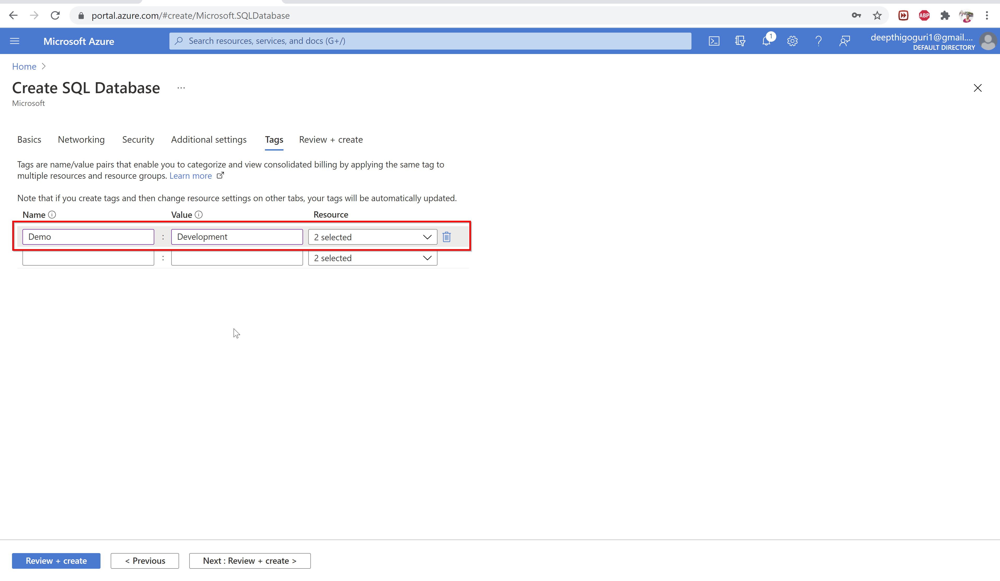 portal.azure.com/#create/Microsoft.SQLDatabase
ABP
Microsoft Azure
Search resources, services, and docs (G+/)
1
deepthigoguri1@gmail....
DEFAULT DIRECTORY
Home >
Create SQL Database ...
Microsoft
Basics Networking Security Additional settings Tags Review + create
Tags are name/value pairs that enable you to categorize and view consolidated billing by applying the same tag to
multiple resources and resource groups. Learn more
Note that if you create tags and then change resource settings on other tabs, your tags will be automatically updated.
Name Value Resource
Demo : Development 2 selected
: 2 selected
Review + create < Previous Next : Review + create >